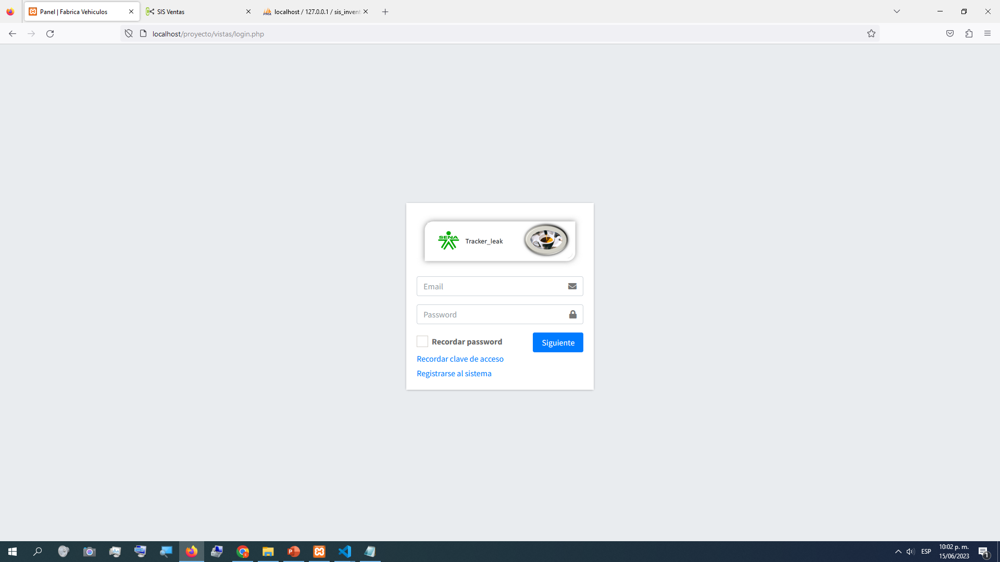 Panel | Fabrica Vehiculos
SIS Ventas
localhost / 127.0.0.1 / sis_invent
localhost/proyecto/vistas/login.php
SENA
Tracker_leak
Email
Password
Recordar password
Siguiente
Recordar clave de acceso
Registrarse al sistema
ESP
10:02 p. m.
15/06/2023
1